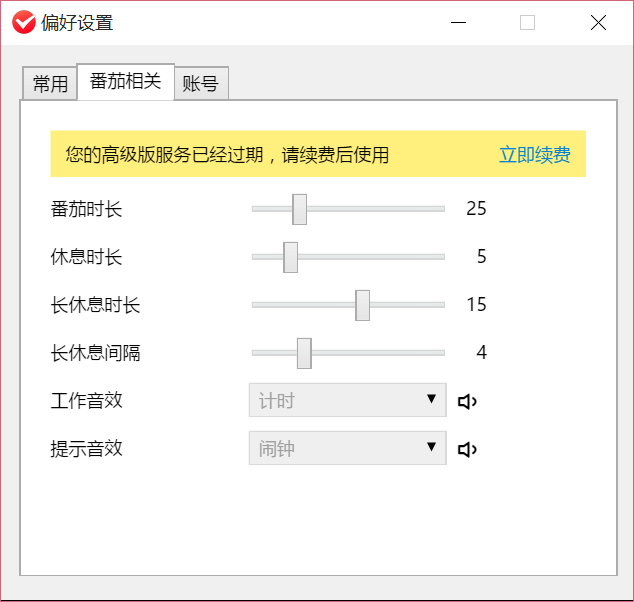 偏好设置
常用 番茄相关 账号
您的高级版服务已经过期，请续费后使用 立即续费
番茄时长 25
休息时长 5
长休息时长 15
长休息间隔 4
工作音效 计时
提示音效 闹钟